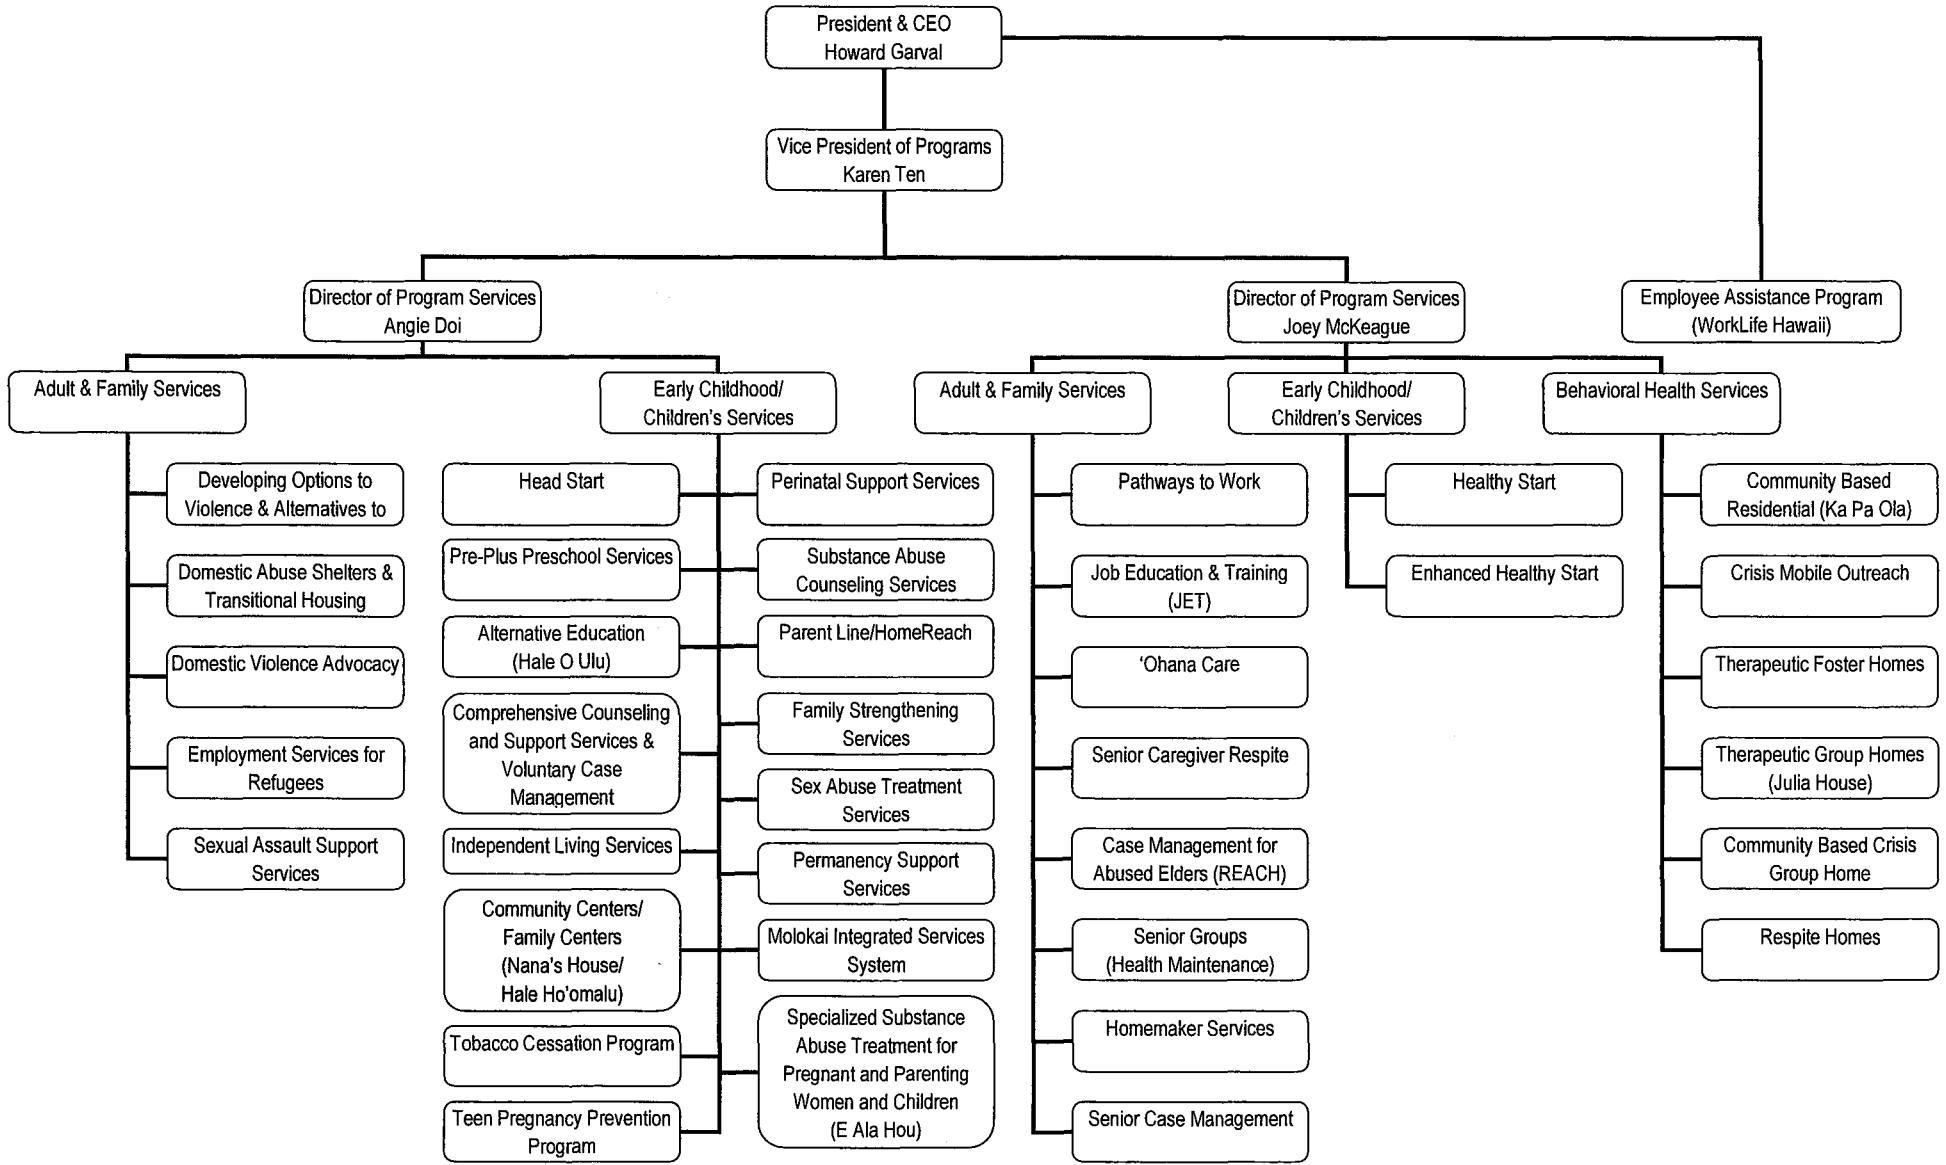 President & CEO
Howard Garval
Vice President of Programs
Karen Ten
Director of Program Services
Angie Doi
Director of Program Services
Joey McKeague
Employee Assistance Program
(WorkLife Hawaii)
Adult & Family Services
Early Childhood/
Children's Services
Adult & Family Services
Early Childhood/
Children's Services
Behavioral Health Services
Developing Options to
Violence & Alternatives to
Domestic Abuse Shelters &
Transitional Housing
Domestic Violence Advocacy
Employment Services for
Refugees
Sexual Assault Support
Services
Head Start
Pre-Plus Preschool Services
Alternative Education
(Hale O Ulu)
Comprehensive Counseling
and Support Services &
Voluntary Case
Management
Independent Living Services
Community Centers/
Family Centers
(Nana's House/
Hale Ho'omalu)
Tobacco Cessation Program
Teen Pregnancy Prevention
Program
Perinatal Support Services
Substance Abuse
Counseling Services
Parent Line/HomeReach
Family Strengthening
Services
Sex Abuse Treatment
Services
Permanency Support
Services
Molokai Integrated Services
System
Specialized Substance
Abuse Treatment for
Pregnant and Parenting
Women and Children
(E Ala Hou)
Pathways to Work
Job Education & Training
(JET)
'Ohana Care
Senior Caregiver Respite
Case Management for
Abused Elders (REACH)
Senior Groups
(Health Maintenance)
Homemaker Services
Senior Case Management
Healthy Start
Enhanced Healthy Start
Community Based
Residential (Ka Pa Ola)
Crisis Mobile Outreach
Therapeutic Foster Homes
Therapeutic Group Homes
(Julia House)
Community Based Crisis
Group Home
Respite Homes